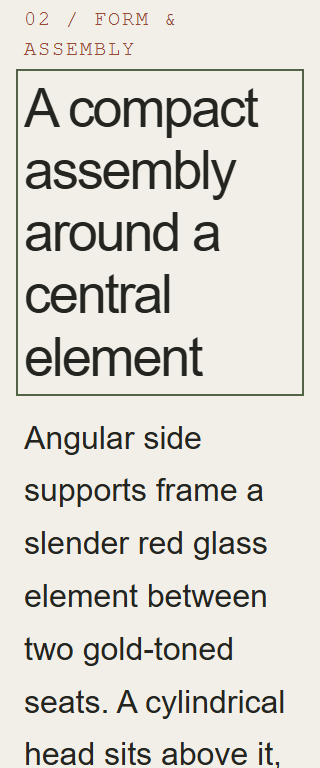 02 / FORM &
ASSEMBLY
A compact
assembly
around a
central
element
Angular side
supports frame a
slender red glass
element between
two gold-toned
seats. A cylindrical
head sits above it,